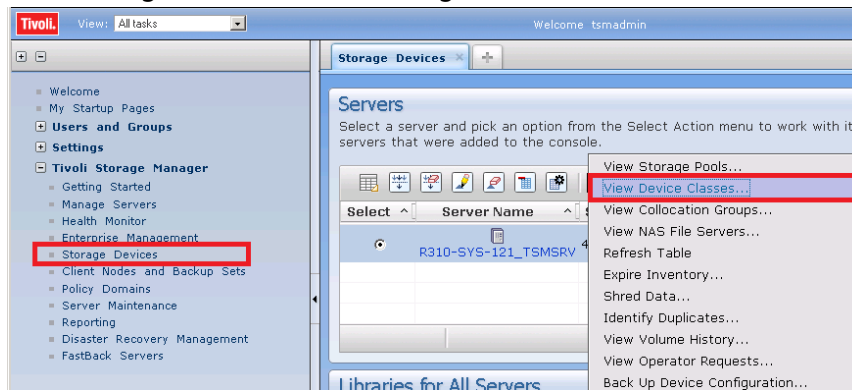 Tivoli. View: All tasks Welcome tsmadmin
Storage Devices
Welcome
My Startup Pages
Users and Groups
Settings
Tivoli Storage Manager
Getting Started
Manage Servers
Health Monitor
Enterprise Management
Storage Devices
Client Nodes and Backup Sets
Policy Domains
Server Maintenance
Reporting
Disaster Recovery Management
FastBack Servers
Servers
Select a server and pick an option from the Select Action menu to work with it
servers that were added to the console.
Select ^ Server Name ^
R310-SYS-121_TSMSRV 4
View Storage Pools...
View Device Classes...
View Collocation Groups...
View NAS File Servers...
Refresh Table
Expire Inventory...
Shred Data...
Identify Duplicates...
View Volume History...
View Operator Requests...
Back Up Device Configuration...
Libraries for All Servers